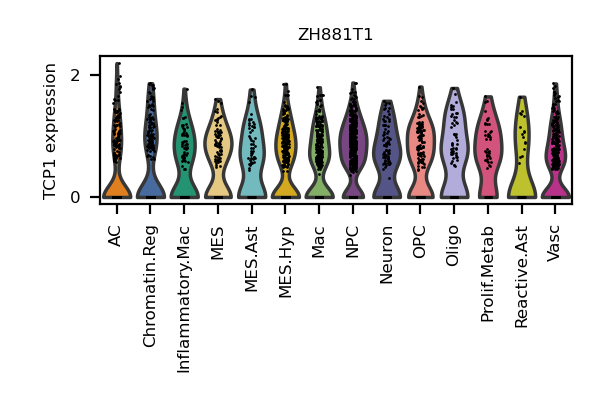 ZH881T1
TCP1 expression
2
0
AC
Chromatin.Reg
Inflammatory.Mac
MES
MES.Ast
MES.Hyp
Mac
NPC
Neuron
OPC
Oligo
Prolif.Metab
Reactive.Ast
Vasc